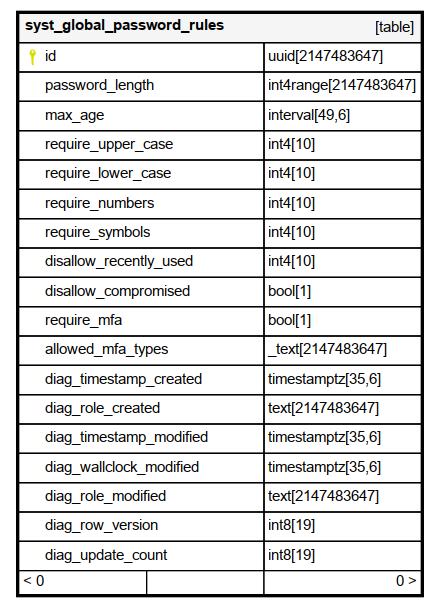 syst_global_password_rules [table]
id uuid[2147483647]
password_length int4range[2147483647]
max_age interval[49,6]
require_upper_case int4[10]
require_lower_case int4[10]
require_numbers int4[10]
require_symbols int4[10]
disallow_recently_used int4[10]
disallow_compromised bool[1]
require_mfa bool[1]
allowed_mfa_types _text[2147483647]
diag_timestamp_created timestamptz[35,6]
diag_role_created text[2147483647]
diag_timestamp_modified timestamptz[35,6]
diag_wallclock_modified timestamptz[35,6]
diag_role_modified text[2147483647]
diag_row_version int8[19]
diag_update_count int8[19]
< 0 0 >